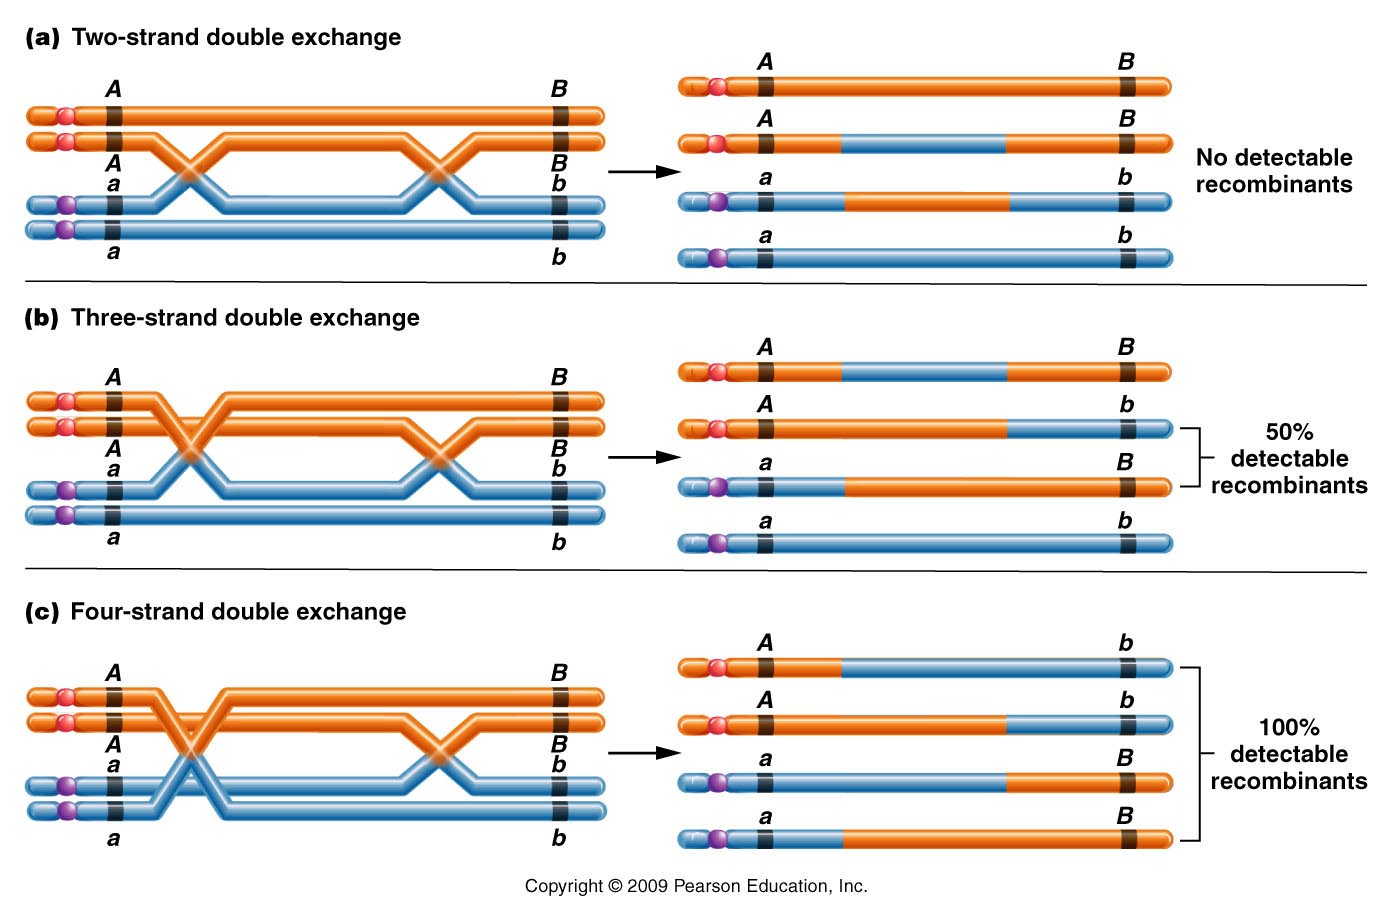 (a) Two-strand double exchange
A B
A B
a b
a b
A B
A B
a b
a b
No detectable
recombinants
(b) Three-strand double exchange
A B
A B
a b
a b
A B
A b
a B
a b
50%
detectable
recombinants
(c) Four-strand double exchange
A B
A B
a b
a b
A b
A b
a B
a B
100%
detectable
recombinants
Copyright © 2009 Pearson Education, Inc.